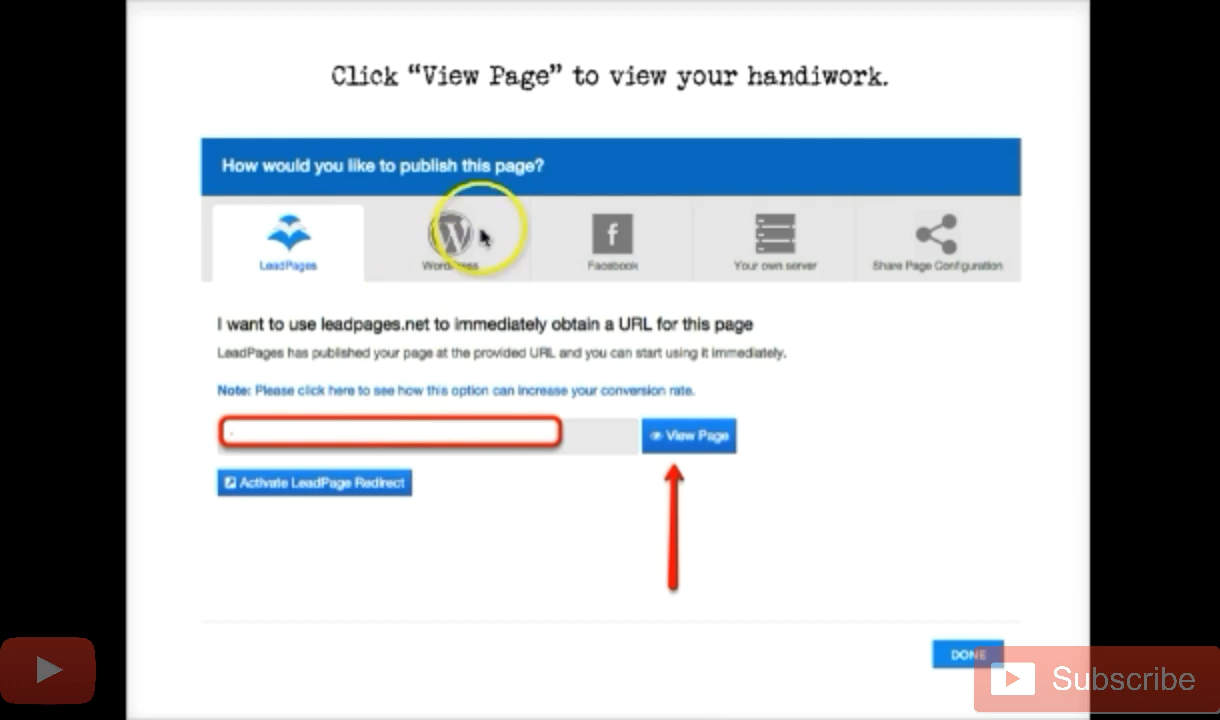 Click “View Page” to view your handiwork.
How would you like to publish this page?
LeadPages
WordPress
Facebook
Your own server
Share Page Configuration
I want to use leadpages.net to immediately obtain a URL for this page
LeadPages has published your page at the provided URL and you can start using it immediately.
Note: Please click here to see how this option can increase your conversion rate.
View Page
Activate LeadPage Redirect
DONE
Subscribe